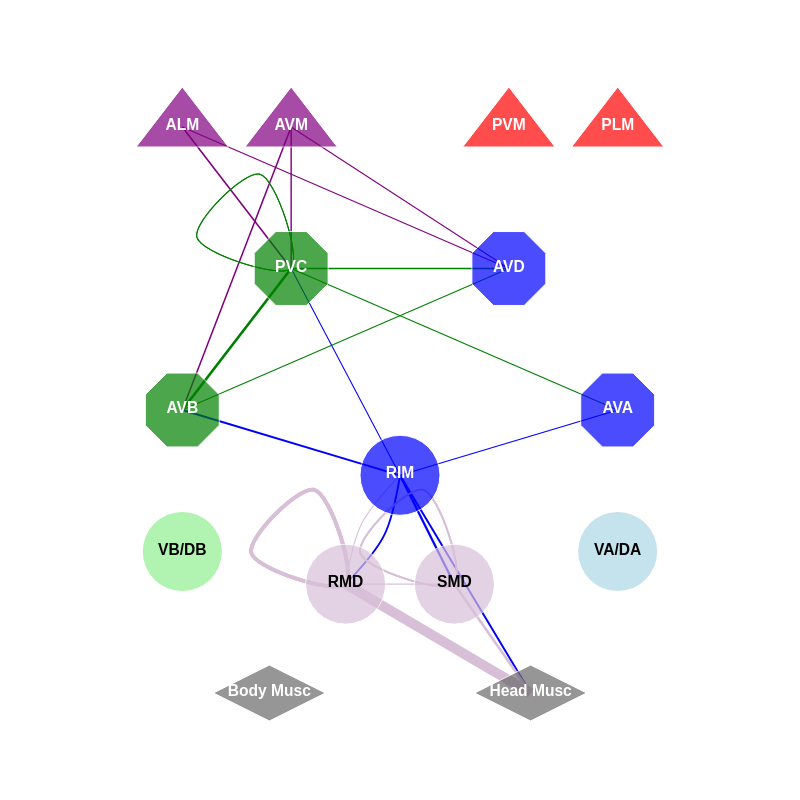 ALM
AVM
PVM
PLM
PVC
AVD
AVB
AVA
RIM
VB/DB
VA/DA
RMD
SMD
Body Musc
Head Musc